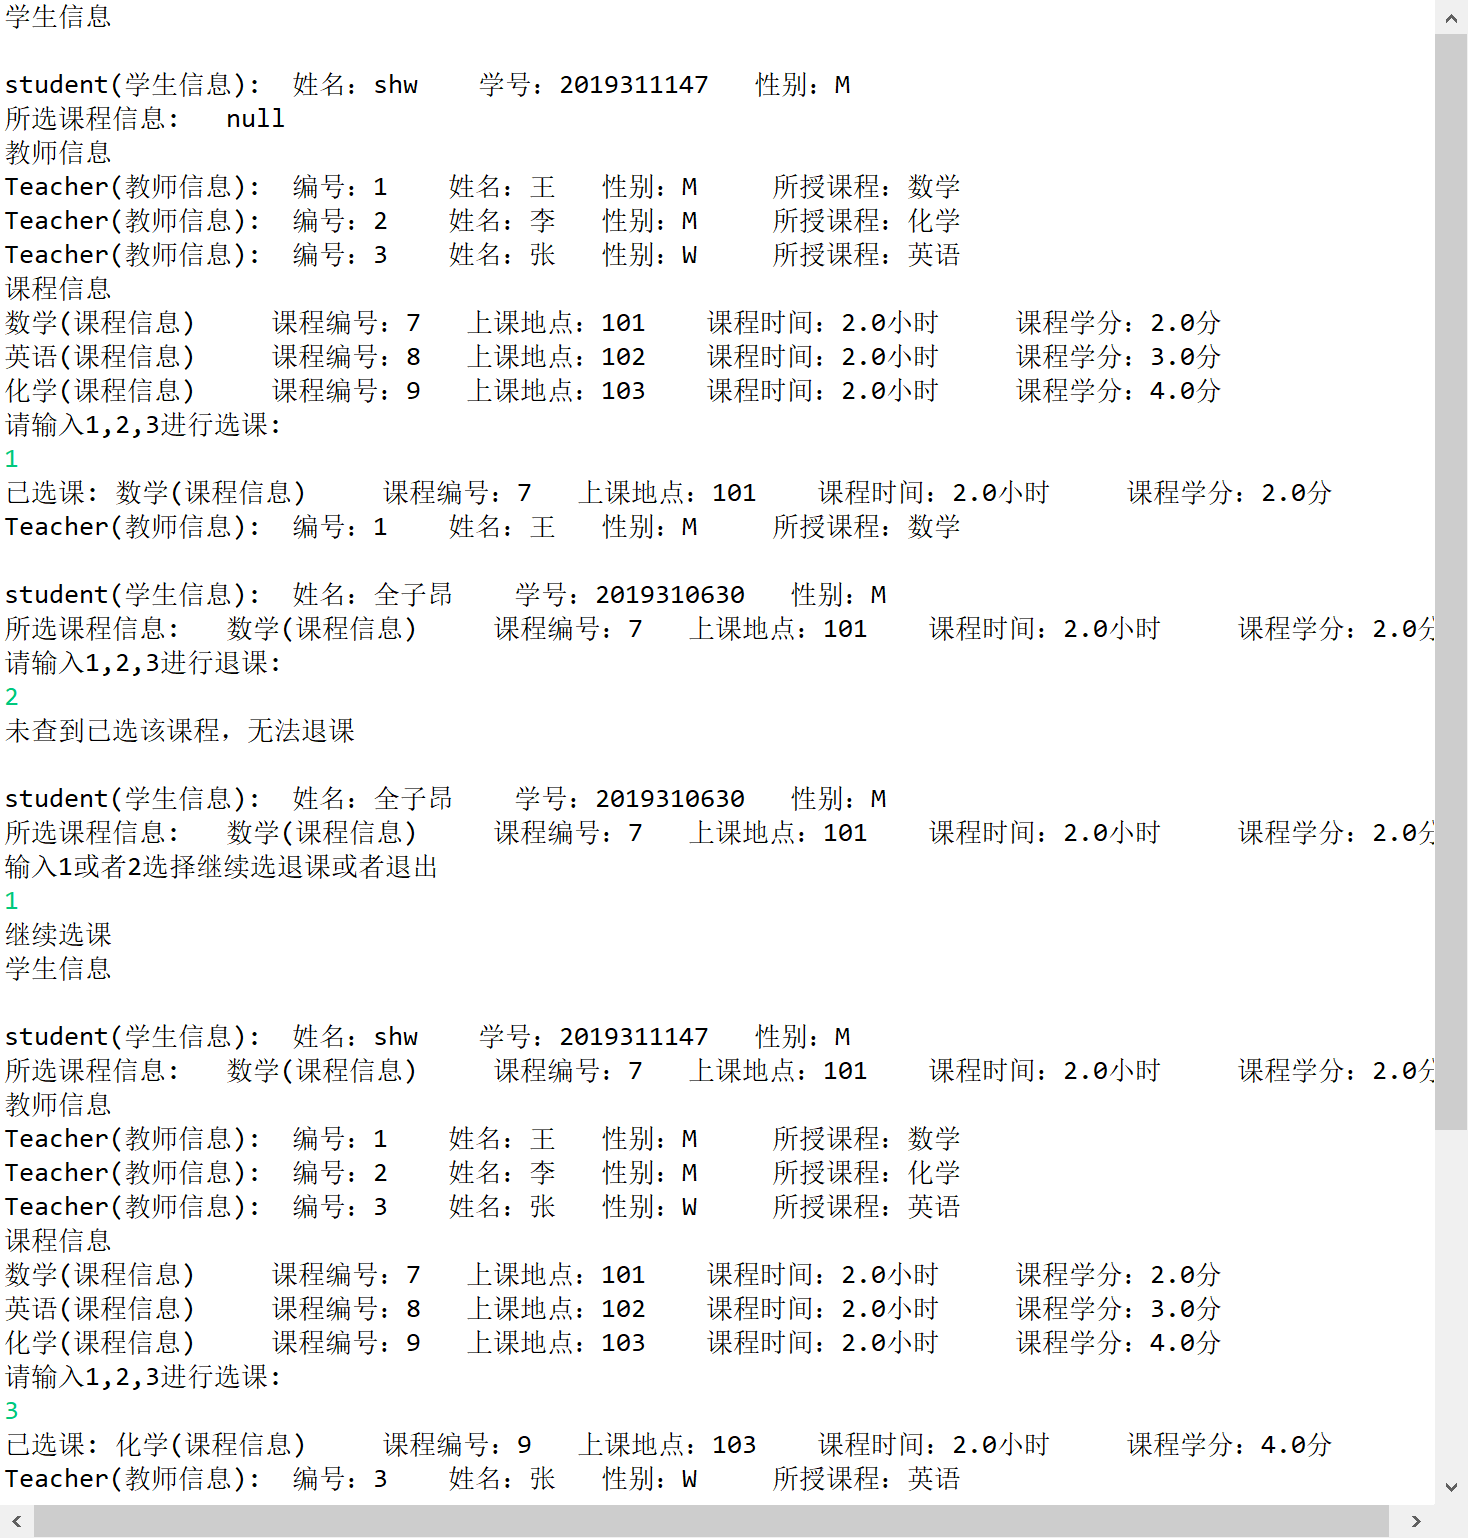 学生信息
student(学生信息): 姓名：shw 学号：2019311147 性别：M
所选课程信息: null
教师信息
Teacher(教师信息): 编号：1 姓名：王 性别：M 所授课程：数学
Teacher(教师信息): 编号：2 姓名：李 性别：M 所授课程：化学
Teacher(教师信息): 编号：3 姓名：张 性别：W 所授课程：英语
课程信息
数学(课程信息) 课程编号：7 上课地点：101 课程时间：2.0小时 课程学分：2.0分
英语(课程信息) 课程编号：8 上课地点：102 课程时间：2.0小时 课程学分：3.0分
化学(课程信息) 课程编号：9 上课地点：103 课程时间：2.0小时 课程学分：4.0分
请输入1,2,3进行选课:
1
已选课: 数学(课程信息) 课程编号：7 上课地点：101 课程时间：2.0小时 课程学分：2.0分
Teacher(教师信息): 编号：1 姓名：王 性别：M 所授课程：数学
student(学生信息): 姓名：全子昂 学号：2019310630 性别：M
所选课程信息: 数学(课程信息) 课程编号：7 上课地点：101 课程时间：2.0小时 课程学分：2.0分
请输入1,2,3进行退课:
2
未查到已选该课程，无法退课
student(学生信息): 姓名：全子昂 学号：2019310630 性别：M
所选课程信息: 数学(课程信息) 课程编号：7 上课地点：101 课程时间：2.0小时 课程学分：2.0分
输入1或者2选择继续选退课或者退出
1
继续选课
学生信息
student(学生信息): 姓名：shw 学号：2019311147 性别：M
所选课程信息: 数学(课程信息) 课程编号：7 上课地点：101 课程时间：2.0小时 课程学分：2.0分
教师信息
Teacher(教师信息): 编号：1 姓名：王 性别：M 所授课程：数学
Teacher(教师信息): 编号：2 姓名：李 性别：M 所授课程：化学
Teacher(教师信息): 编号：3 姓名：张 性别：W 所授课程：英语
课程信息
数学(课程信息) 课程编号：7 上课地点：101 课程时间：2.0小时 课程学分：2.0分
英语(课程信息) 课程编号：8 上课地点：102 课程时间：2.0小时 课程学分：3.0分
化学(课程信息) 课程编号：9 上课地点：103 课程时间：2.0小时 课程学分：4.0分
请输入1,2,3进行选课:
3
已选课: 化学(课程信息) 课程编号：9 上课地点：103 课程时间：2.0小时 课程学分：4.0分
Teacher(教师信息): 编号：3 姓名：张 性别：W 所授课程：英语